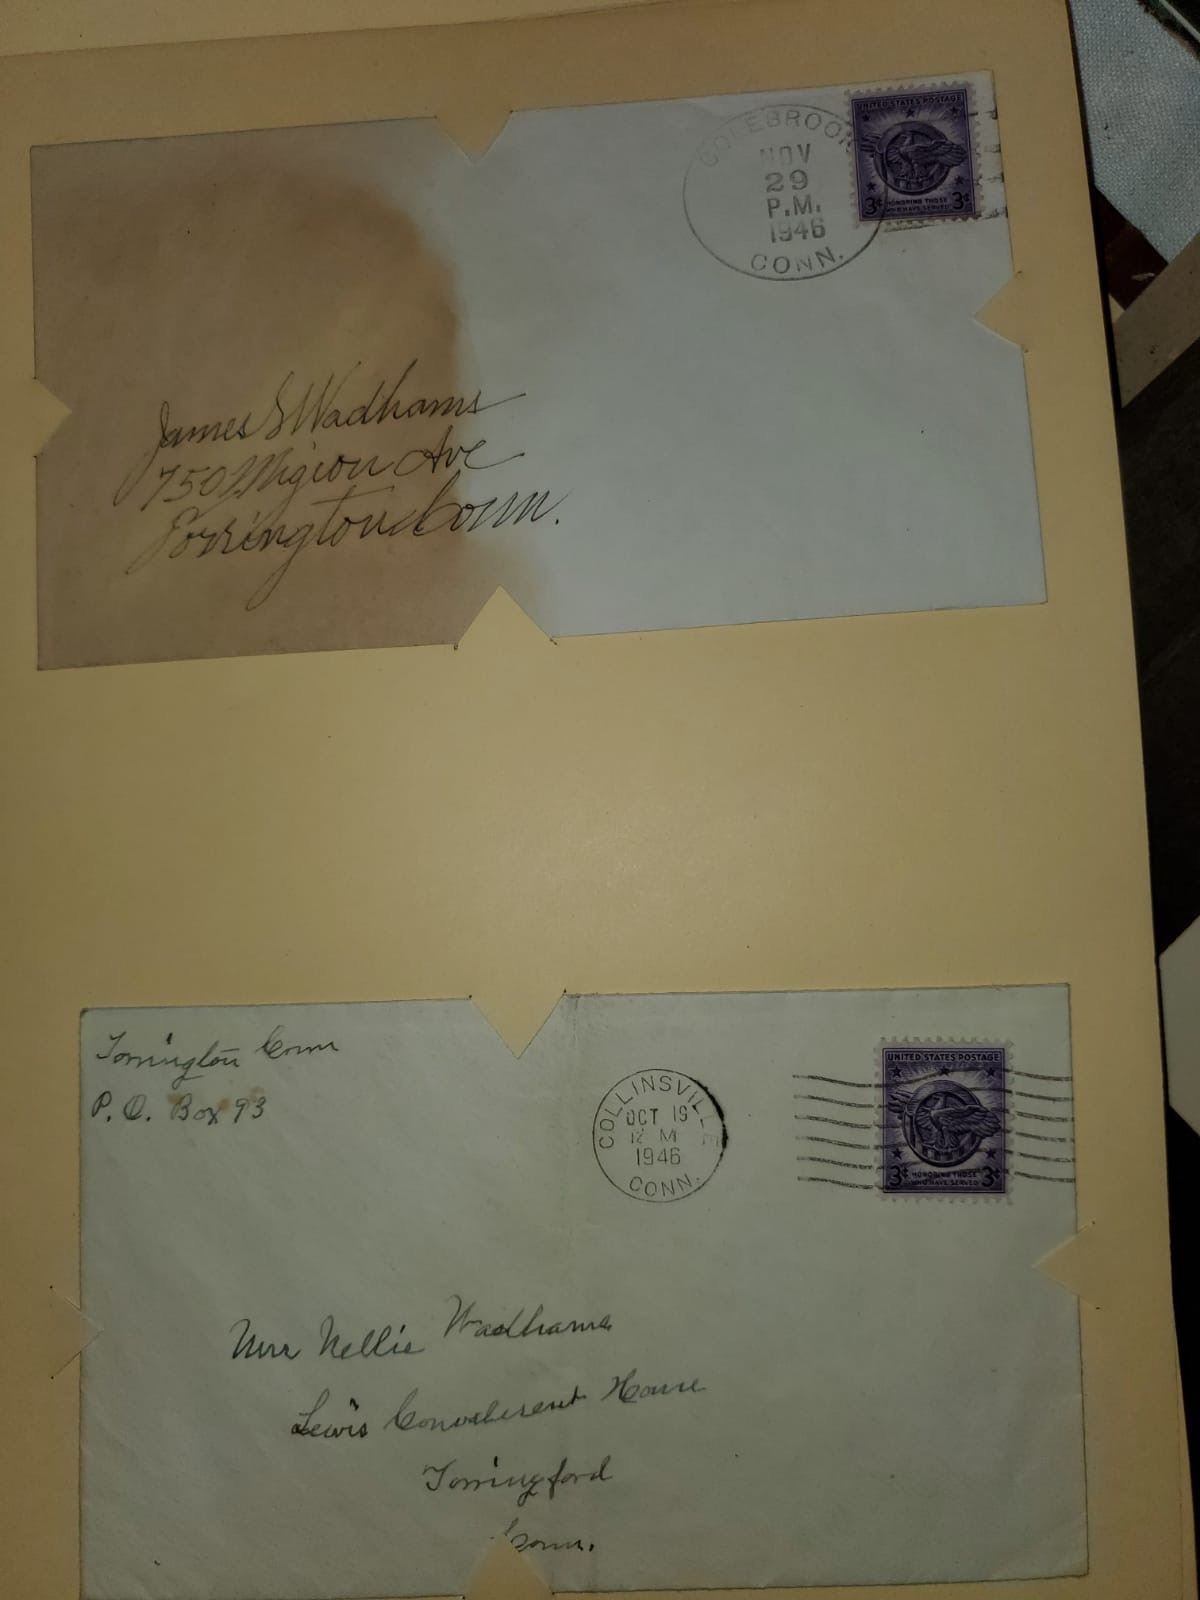 COLEBROOK
NOV
29
P.M.
1946
CONN.
UNITED STATES POSTAGE
3¢ HONORING THOSE 3¢
WHO HAVE SERVED
James S Wadhams
750 Migeon Ave
Torrington Conn.
Torrington Conn
P. O. Box 93
COLLINSVILLE
OCT 19
12 M
1946
CONN.
UNITED STATES POSTAGE
3¢ HONORING THOSE 3¢
WHO HAVE SERVED
Nellie Wadhams
Lewis Convalescent Home
Torringford
Conn.